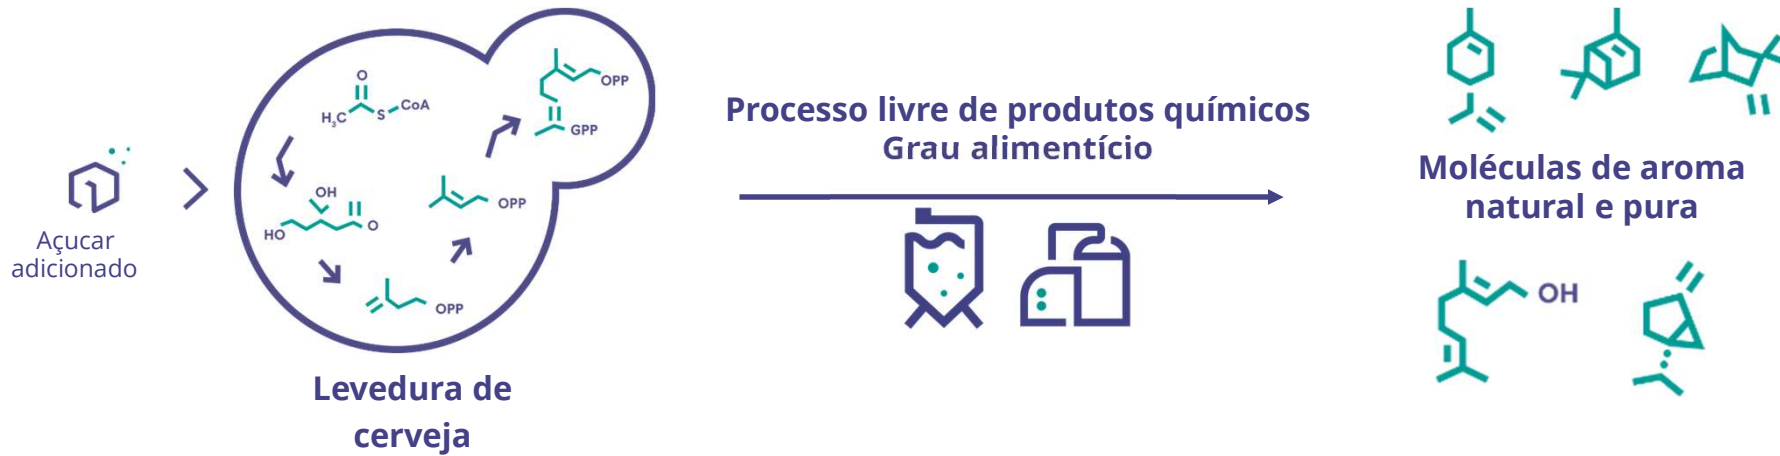 Açucar
adicionado
O
H₃C
S
CoA
OH
HO
O
OPP
OPP
OPP
GPP
Levedura de
cerveja
Processo livre de produtos químicos
Grau alimentício
Moléculas de aroma
natural e pura
OH